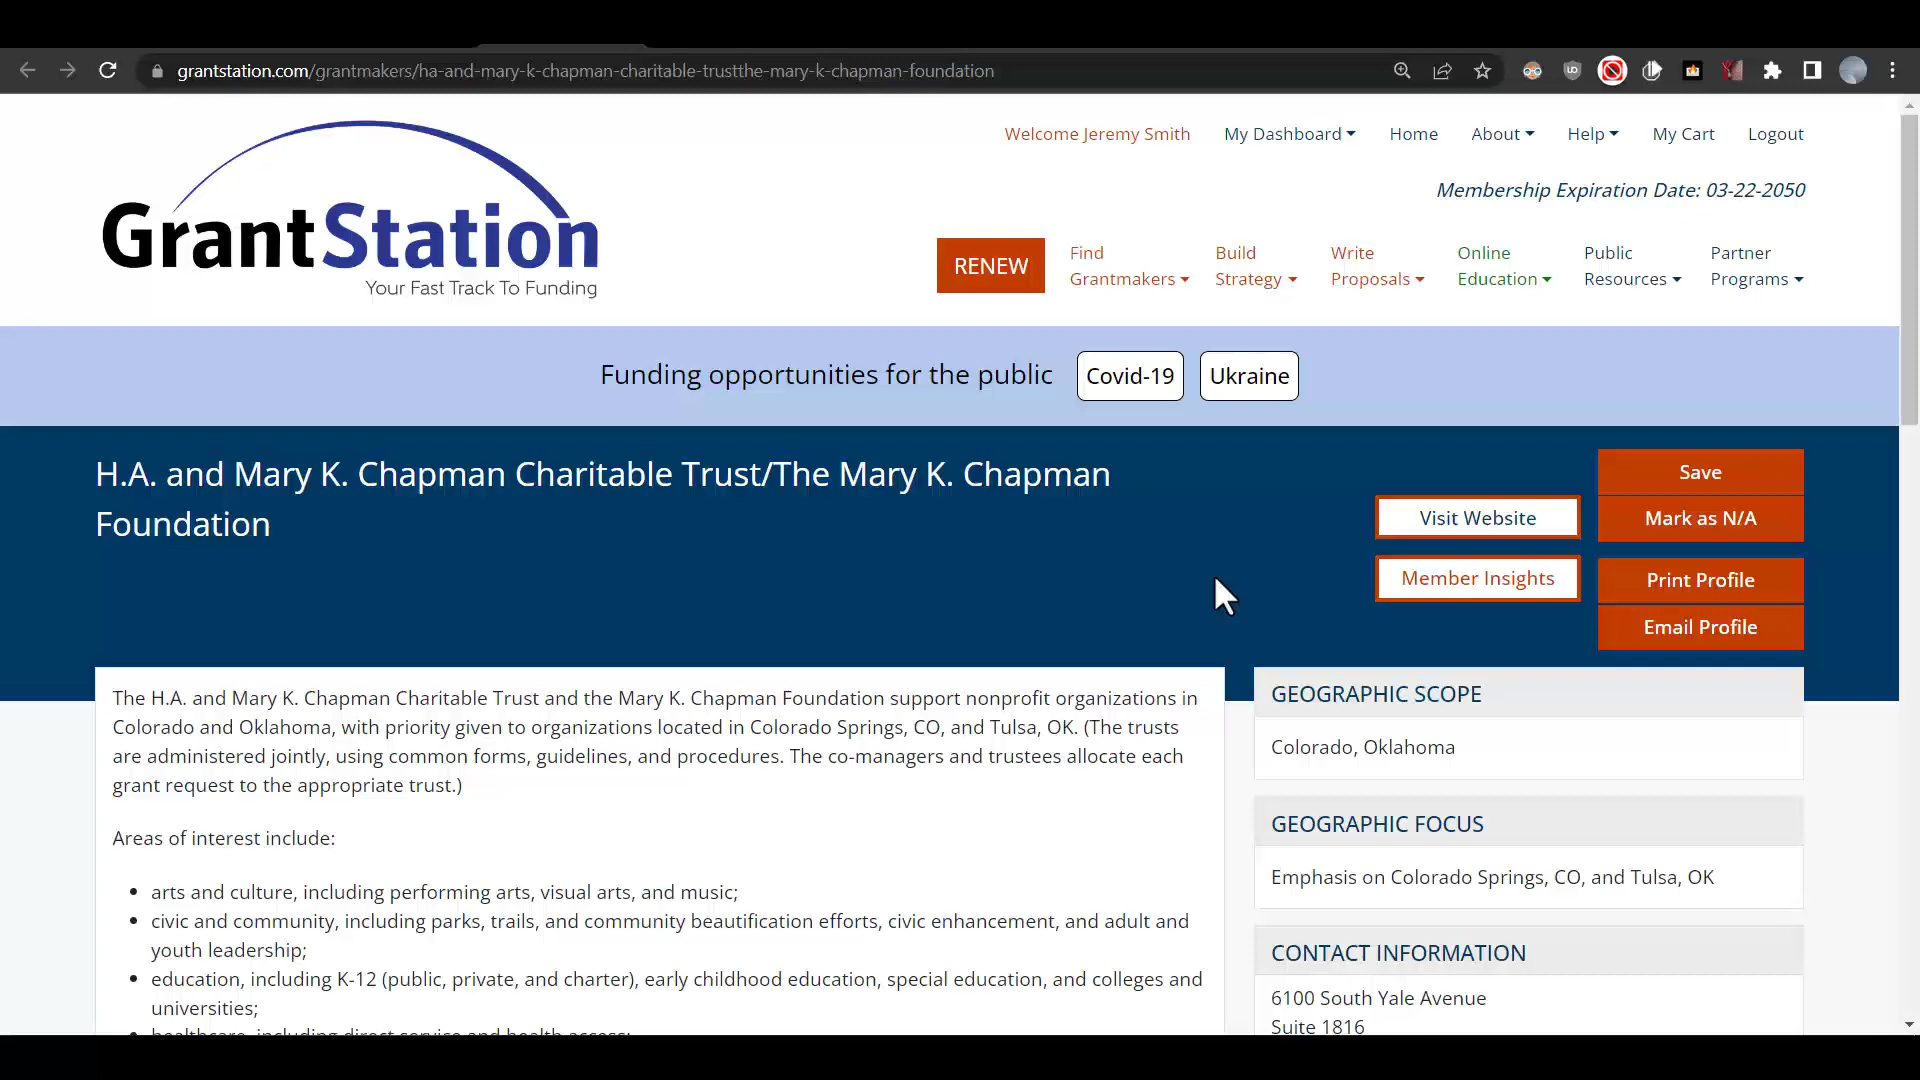 grantstation.com/grantmakers/ha-and-mary-k-chapman-charitable-trustthe-mary-k-chapman-foundation
Welcome Jeremy Smith My Dashboard Home About Help My Cart Logout
Membership Expiration Date: 03-22-2050
GrantStation
Your Fast Track To Funding
RENEW
Find
Grantmakers
Build
Strategy
Write
Proposals
Online
Education
Public
Resources
Partner
Programs
Funding opportunities for the public Covid-19 Ukraine
H.A. and Mary K. Chapman Charitable Trust/The Mary K. Chapman
Foundation
Visit Website
Member Insights
Save
Mark as N/A
Print Profile
Email Profile
The H.A. and Mary K. Chapman Charitable Trust and the Mary K. Chapman Foundation support nonprofit organizations in
Colorado and Oklahoma, with priority given to organizations located in Colorado Springs, CO, and Tulsa, OK. (The trusts
are administered jointly, using common forms, guidelines, and procedures. The co-managers and trustees allocate each
grant request to the appropriate trust.)
Areas of interest include:
• arts and culture, including performing arts, visual arts, and music;
• civic and community, including parks, trails, and community beautification efforts, civic enhancement, and adult and
youth leadership;
• education, including K-12 (public, private, and charter), early childhood education, special education, and colleges and
universities;
• healthcare, including direct service and health access;
GEOGRAPHIC SCOPE
Colorado, Oklahoma
GEOGRAPHIC FOCUS
Emphasis on Colorado Springs, CO, and Tulsa, OK
CONTACT INFORMATION
6100 South Yale Avenue
Suite 1816